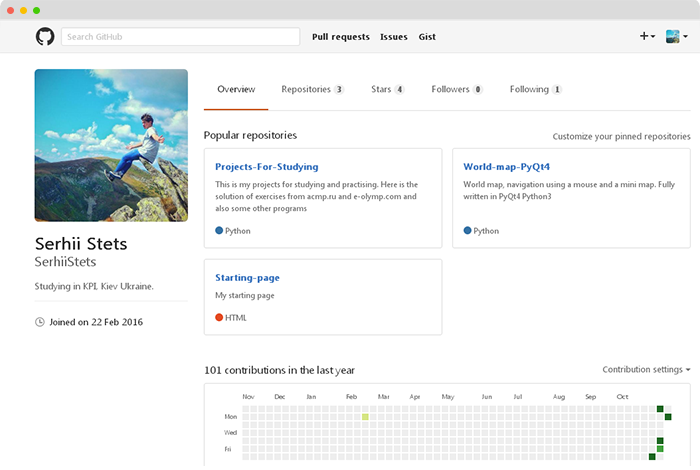 Search GitHub
Pull requests Issues Gist
Overview Repositories 3 Stars 4 Followers 0 Following 1
Popular repositories
Customize your pinned repositories
Projects-For-Studying
This is my projects for studying and practising. Here is the
solution of exercises from acmp.ru and e-olymp.com and
also some other programs
Python
World-map-PyQt4
World map, navigation using a mouse and a mini map. Fully
written in PyQt4 Python3
Python
Serhii Stets
SerhiiStets
Studying in KPI, Kiev Ukraine.
Joined on 22 Feb 2016
Starting-page
My starting page
HTML
101 contributions in the last year
Contribution settings
Nov Dec Jan Feb Mar Apr May Jun Jul Aug Sep Oct
Mon
Wed
Fri